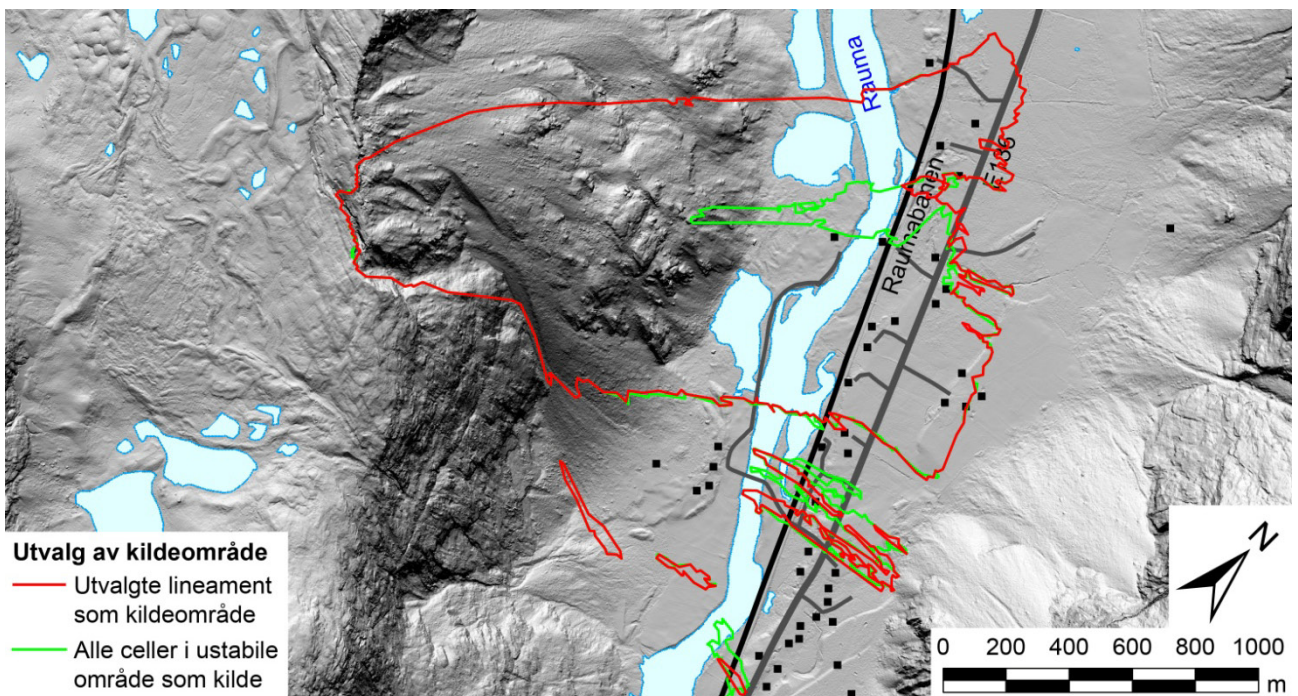 Rauma
E136
Raumabanen
Utvalg av kildeområde
Utvalgte lineament
som kildeområde
Alle celler i ustabile
område som kilde
N
0 200 400 600 800 1000
m